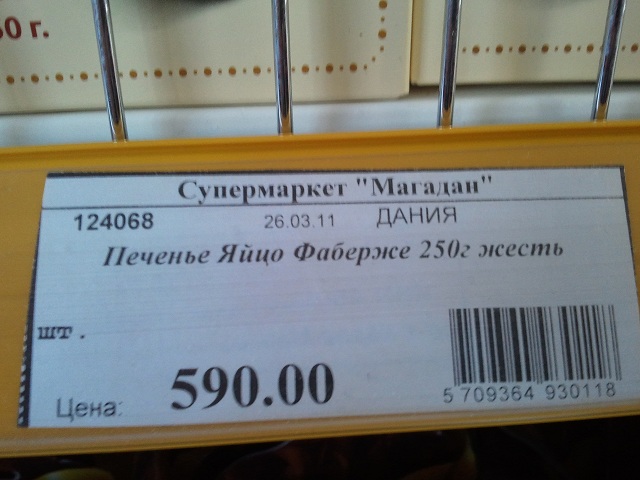 0 г.
Супермаркет "Магадан"
124068 26.03.11 ДАНИЯ
Печенье Яйцо Фаберже 250г жесть
шт.
Цена: 590.00
5 709364 930118